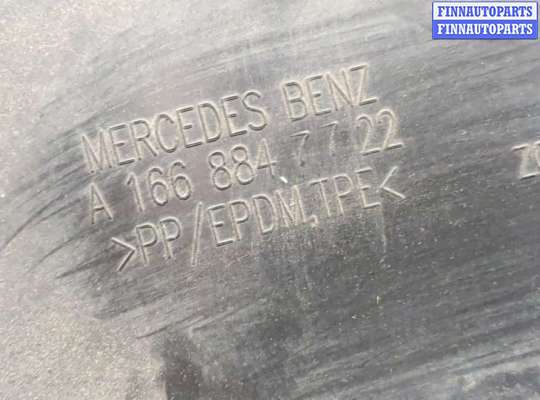 FINNAUTOPARTS
FINNAUTOPARTS
MERCEDES BENZ
A 166 884 77 22
>PP/EPDM,TPE<